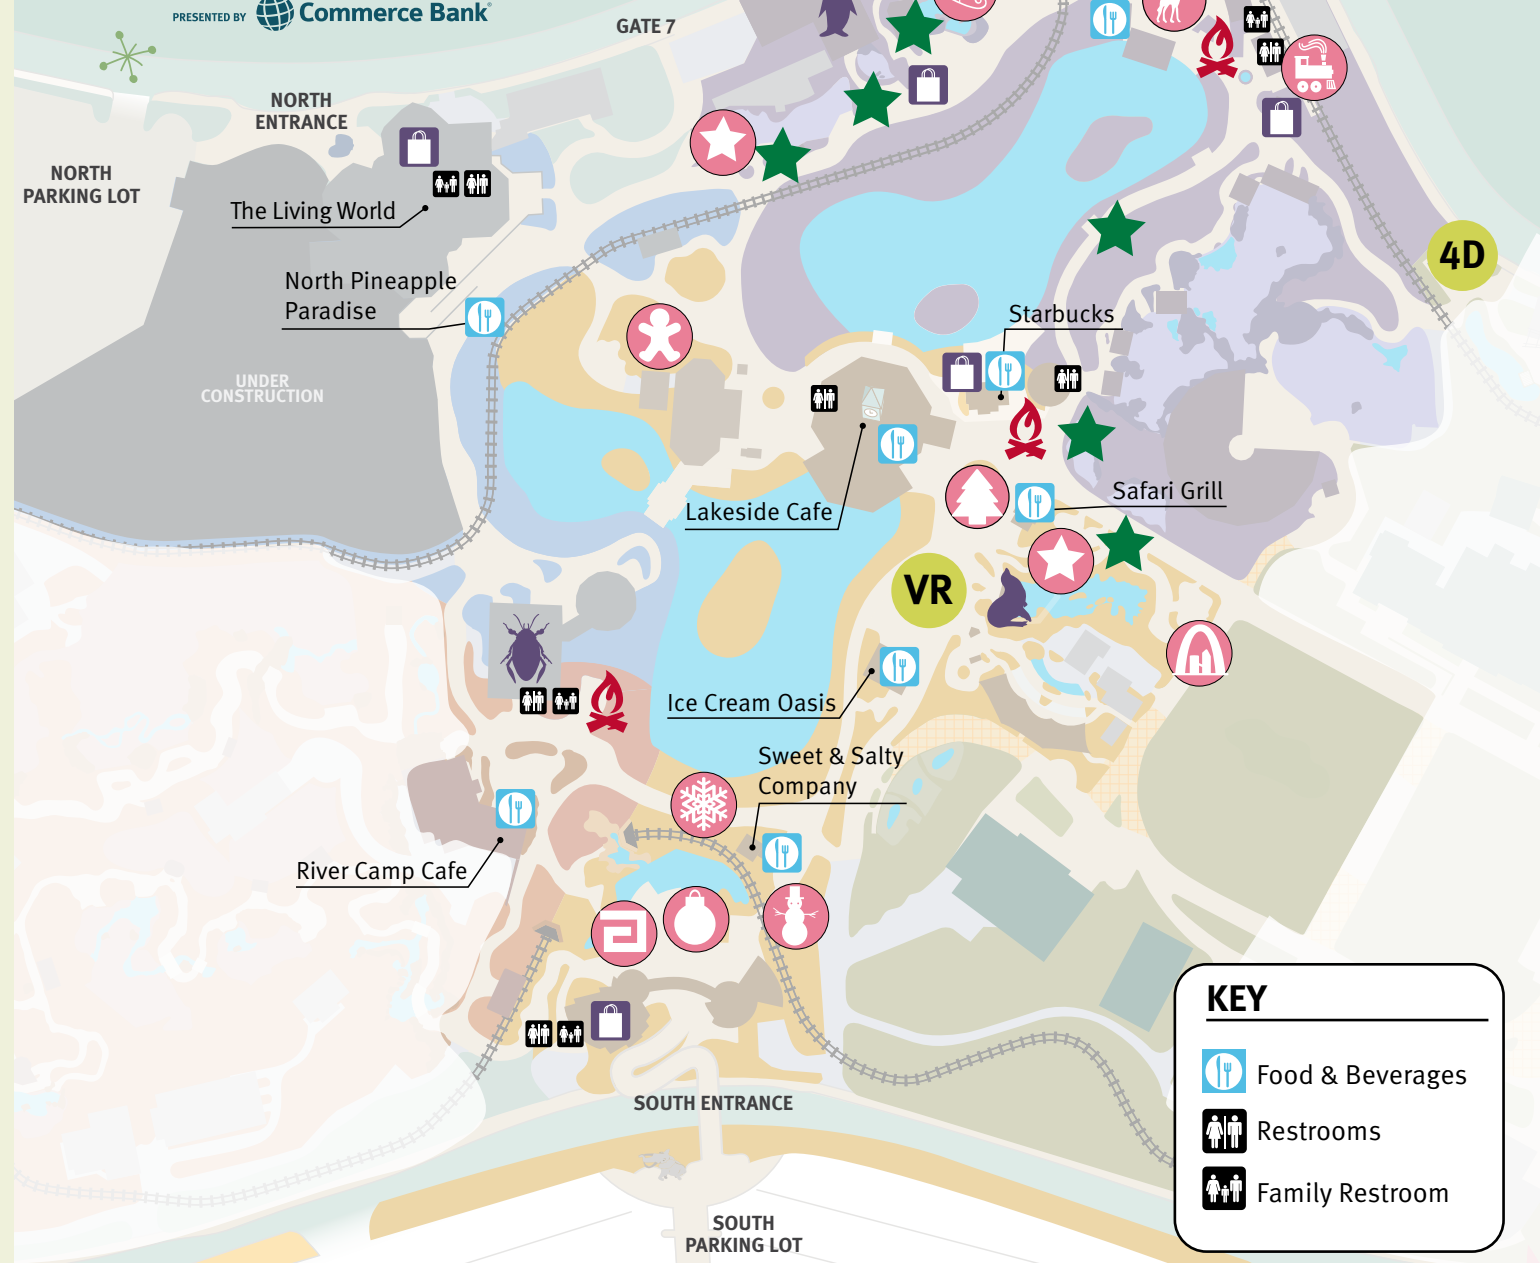 PRESENTED BY Commerce Bank®
GATE 7
NORTH
ENTRANCE
NORTH
PARKING LOT
The Living World
4D
North Pineapple
Paradise
Starbucks
UNDER
CONSTRUCTION
Lakeside Cafe
Safari Grill
VR
Ice Cream Oasis
Sweet & Salty
Company
River Camp Cafe
SOUTH ENTRANCE
SOUTH
PARKING LOT
KEY
Food & Beverages
Restrooms
Family Restroom